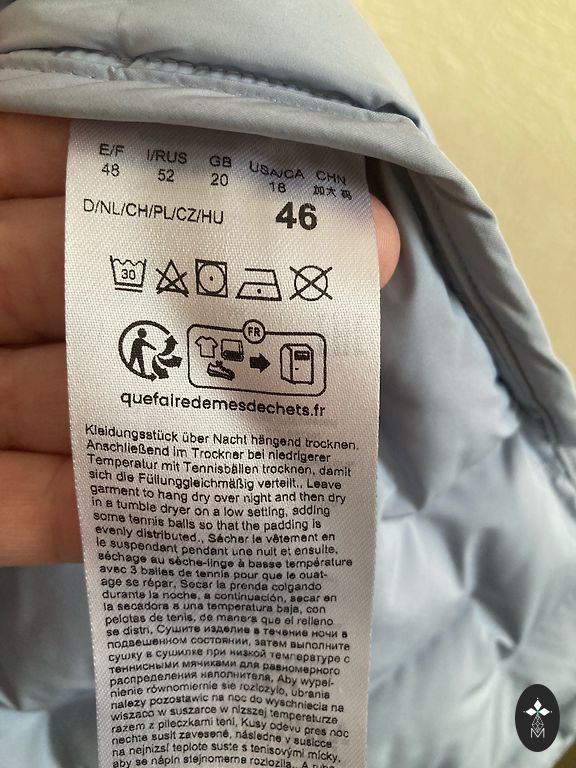 E/F I/RUS GB USA/CA CHN
48 52 20 18 加大码
D/NL/CH/PL/CZ/HU 46
30
FR
quefairedemesdechets.fr
Kleidungsstück über Nacht hängend trocknen.
Anschließend im Trockner bei niedrigerer
Temperatur mit Tennisbällen trocknen, damit
sich die Füllunggleichmäßig verteilt., Leave
garment to hang dry over night and then dry
in a tumble dryer on a low setting, adding
some tennis balls so that the padding is
evenly distributed., Sécher le vêtement en
le suspendant pendant une nuit et ensuite,
séchage au sèche-linge à basse température
avec 3 balles de tennis pour que le ouat-
age se répar, Secar la prenda colgando
durante la noche, a continuación, secar en
la secadora a una temperatura baja, con
pelotas de tenis, de manera que el relleno
se distri, Сушите изделие в течение ночи в
подвешенном состоянии, затем выполните
сушку в сушилке при низкой температуре с
теннисными мячиками для равномерного
распределения наполнителя, Aby wypeł-
nienie równomiernie się rozłożyło, ubrania
należy pozostawić na noc do wyschnięcia na
wiszaco w suszarce w niższej temperaturze
razem z piłeczkami teni, Kusy oděvu přes noc
nechte sušit zavěšené, následně v sušičce
na nejnižší teplotě suště s tenisovými míčky,
aby se náplň stejnoměrně rozložila., A ruha
M